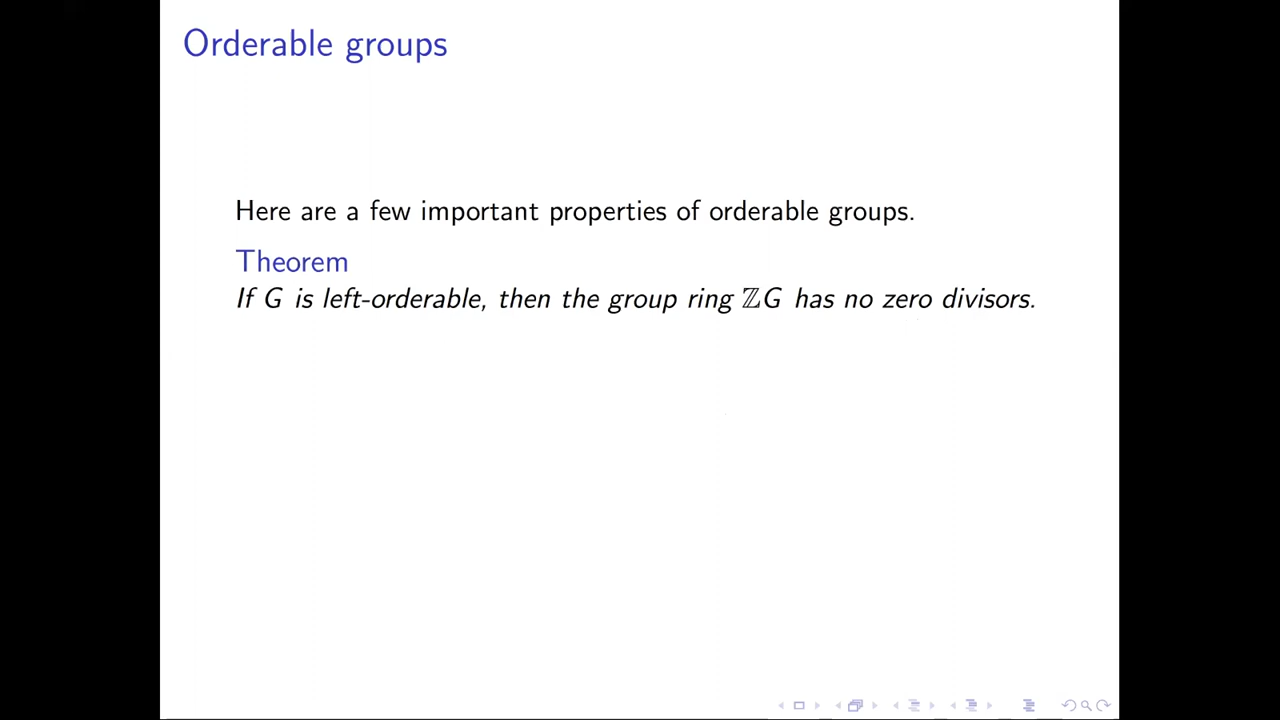 Orderable groups
Here are a few important properties of orderable groups.
Theorem
If G is left-orderable, then the group ring ℤG has no zero divisors.